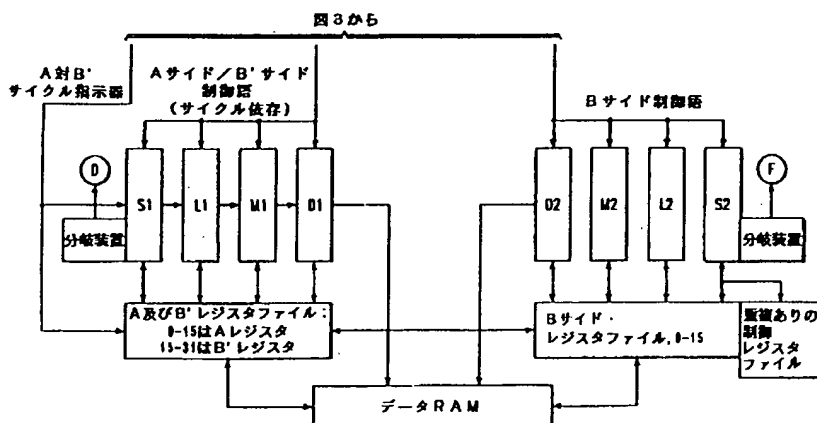 図3から
A対B'
サイクル指示器
Aサイド/B'サイド
制御語
(サイクル依存)
Bサイド制御語
D
F
S1
L1
M1
D1
D2
M2
L2
S2
分岐装置
分岐装置
A及びB'レジスタファイル:
0-15はAレジスタ
15-31はB'レジスタ
Bサイド・
レジスタファイル,0-15
重複ありの
制御
レジスタ
ファイル
データRAM